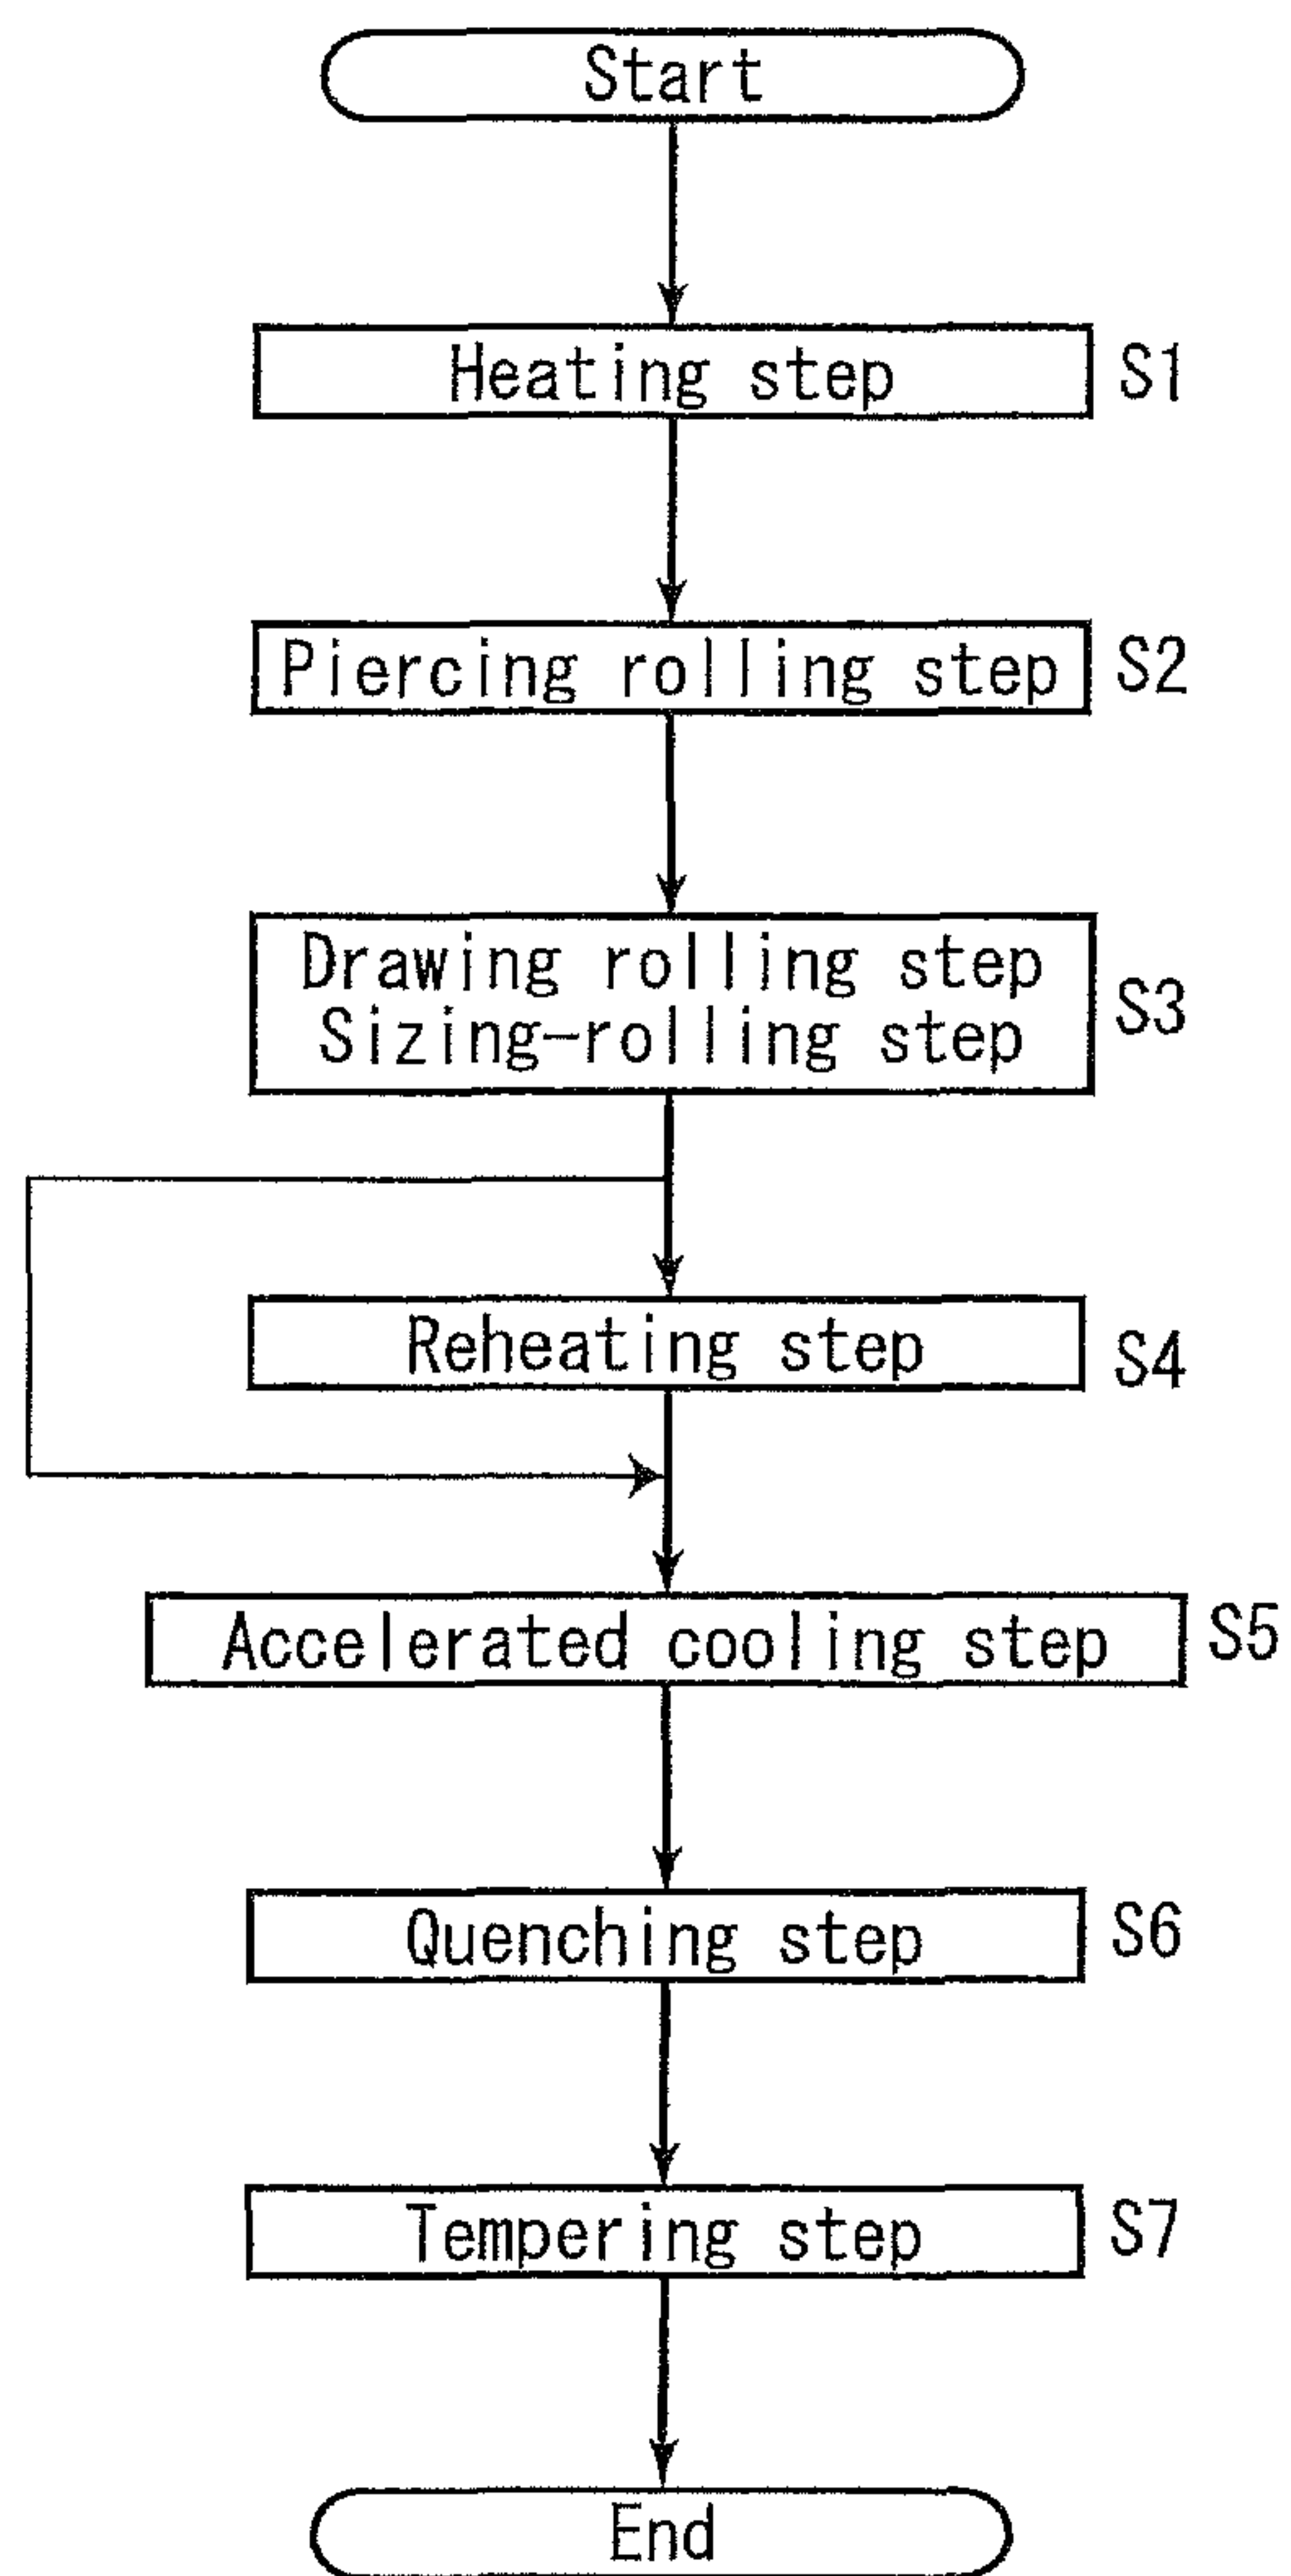 Start
Heating step S1
Piercing rolling step S2
Drawing rolling step
Sizing-rolling step S3
Reheating step S4
Accelerated cooling step S5
Quenching step S6
Tempering step S7
End